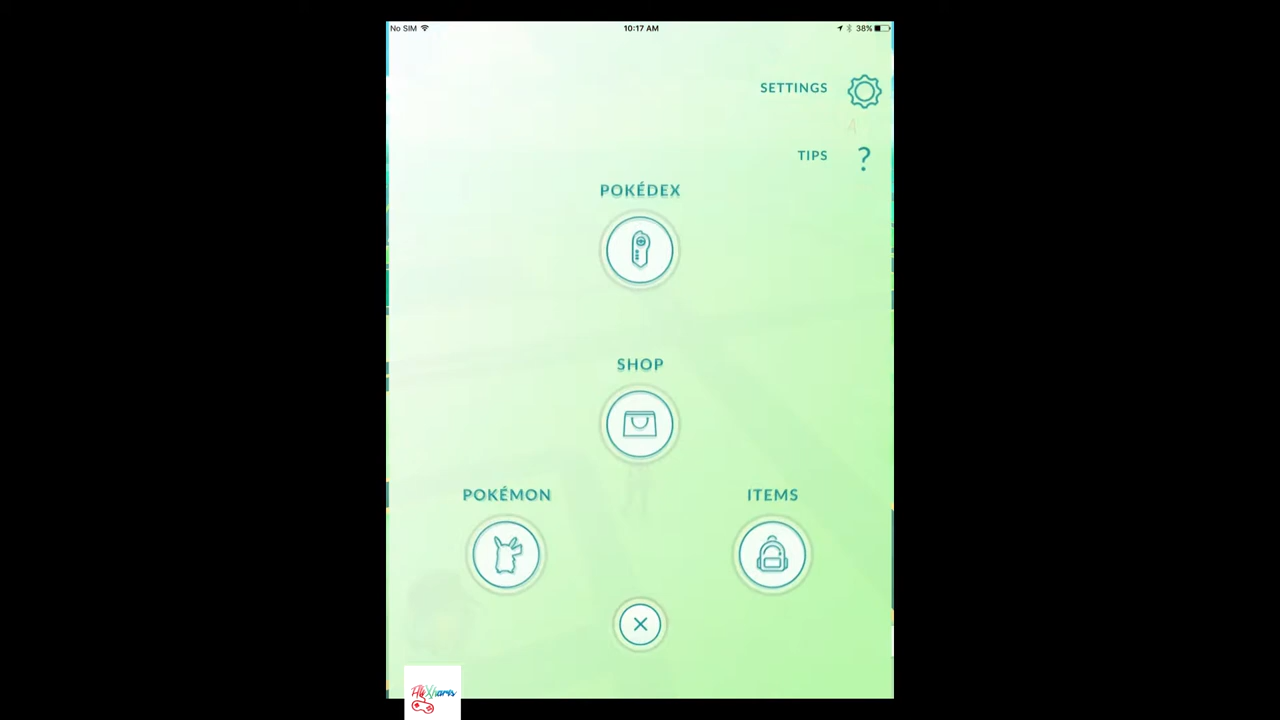 No SIM 10:17 AM 38%
SETTINGS
TIPS ?
POKÉDEX
SHOP
POKÉMON ITEMS